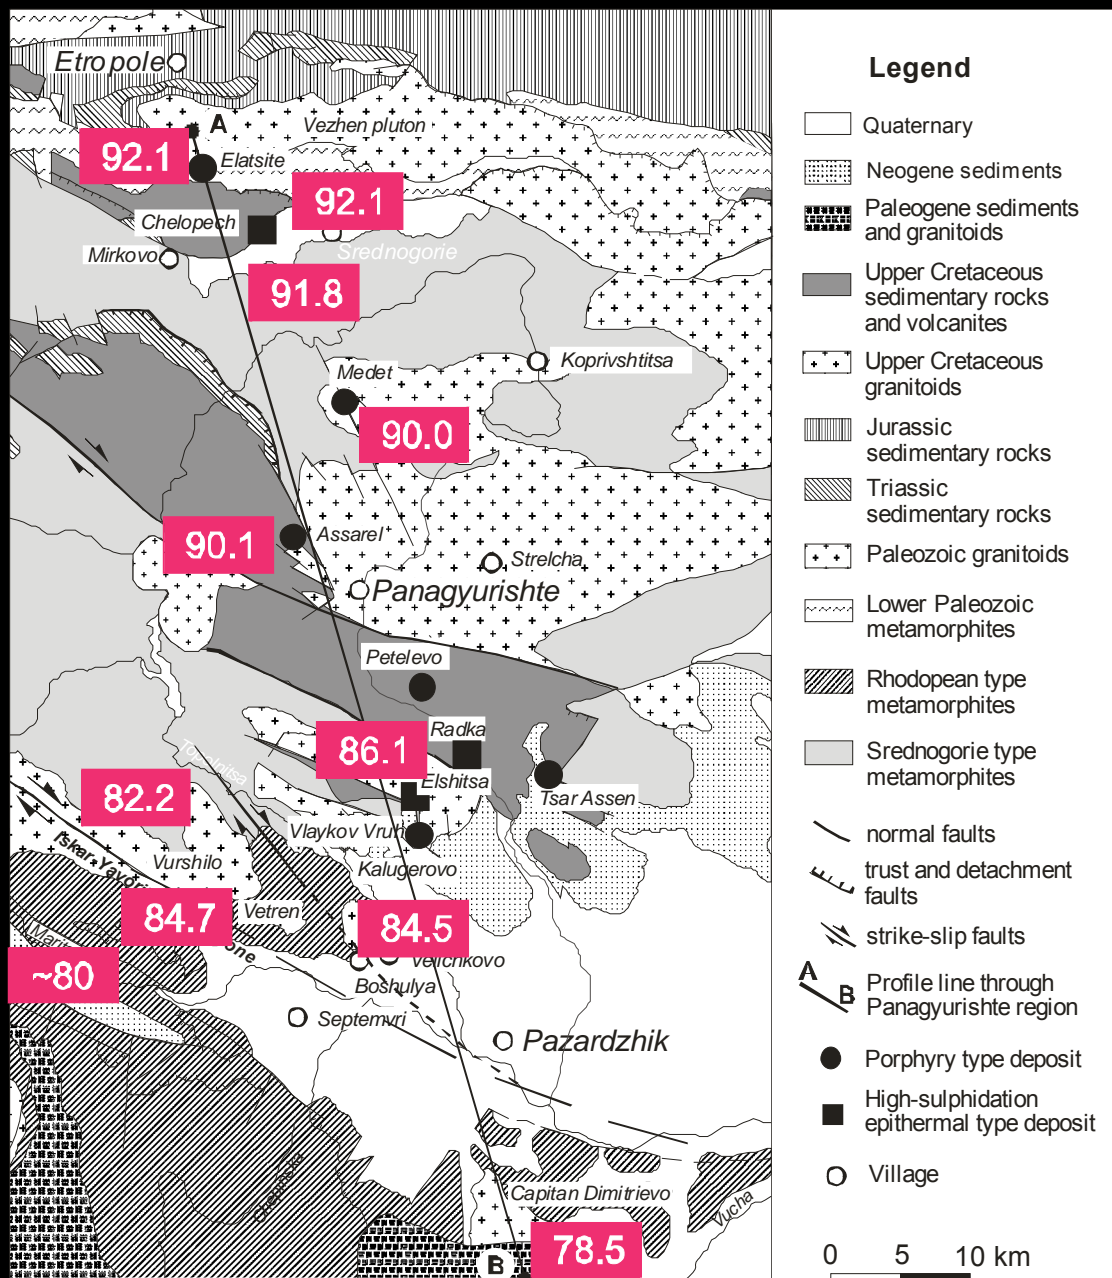 Etropole
A
Vezhen pluton
92.1
Elatsite
92.1
Chelopech
Mirkovo
Srednogorie
91.8
Koprivshtitsa
Medet
90.0
90.1
Assarel
Strelcha
Panagyurishte
Petelevo
Radka
86.1
Topolnitsa
Elshitsa
82.2
Tsar Assen
Vlaykov Vruh
Vurshilo
Kalugerovo
84.7
Vetren
84.5
Velichkovo
~80
Boshulya
Septemvri
Pazardzhik
Capitan Dimitrievo
Vucha
78.5
B
Legend
Quaternary
Neogene sediments
Paleogene sediments
and granitoids
Upper Cretaceous
sedimentary rocks
and volcanites
Upper Cretaceous
granitoids
Jurassic
sedimentary rocks
Triassic
sedimentary rocks
Paleozoic granitoids
Lower Paleozoic
metamorphites
Rhodopean type
metamorphites
Srednogorie type
metamorphites
normal faults
trust and detachment
faults
strike-slip faults
A
B
Profile line through
Panagyurishte region
Porphyry type deposit
High-sulphidation
epithermal type deposit
Village
0 5 10 km